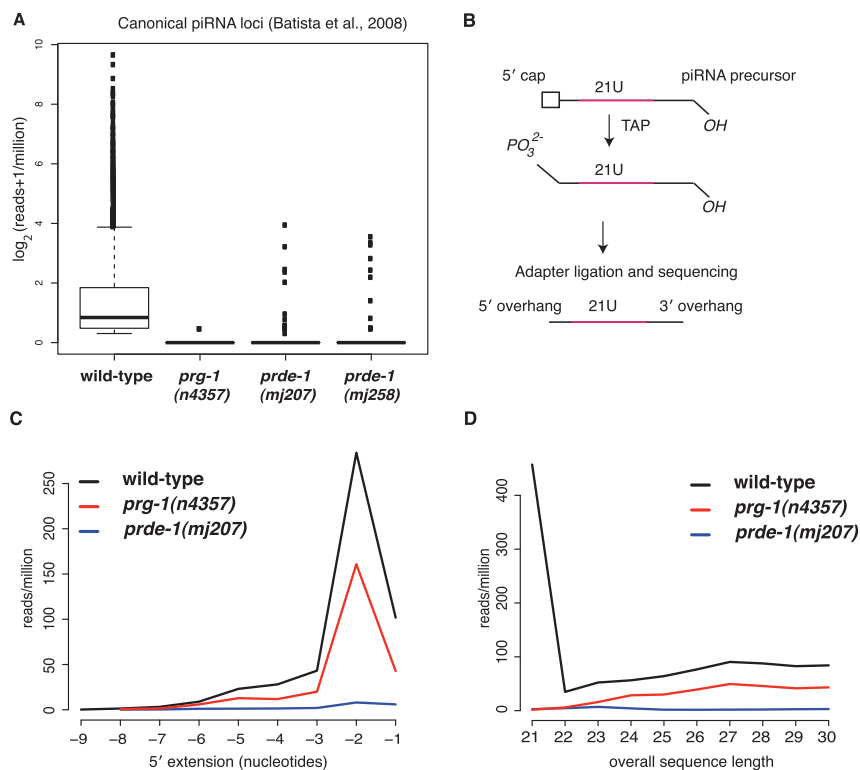 A
Canonical piRNA loci (Batista et al., 2008)
log2 (reads+1/million)
10
8
6
4
2
0
wild-type
prg-1 (n4357)
prde-1 (mj207)
prde-1 (mj258)
B
5′ cap
21U
piRNA precursor
OH
TAP
PO3 2-
21U
OH
Adapter ligation and sequencing
5′ overhang
21U
3′ overhang
C
wild-type
prg-1(n4357)
prde-1(mj207)
reads/million
250
200
150
100
50
0
−9 −8 −7 −6 −5 −4 −3 −2 −1
5′ extension (nucleotides)
D
wild-type
prg-1(n4357)
prde-1(mj207)
reads/million
400
300
200
100
0
21 22 23 24 25 26 27 28 29 30
overall sequence length